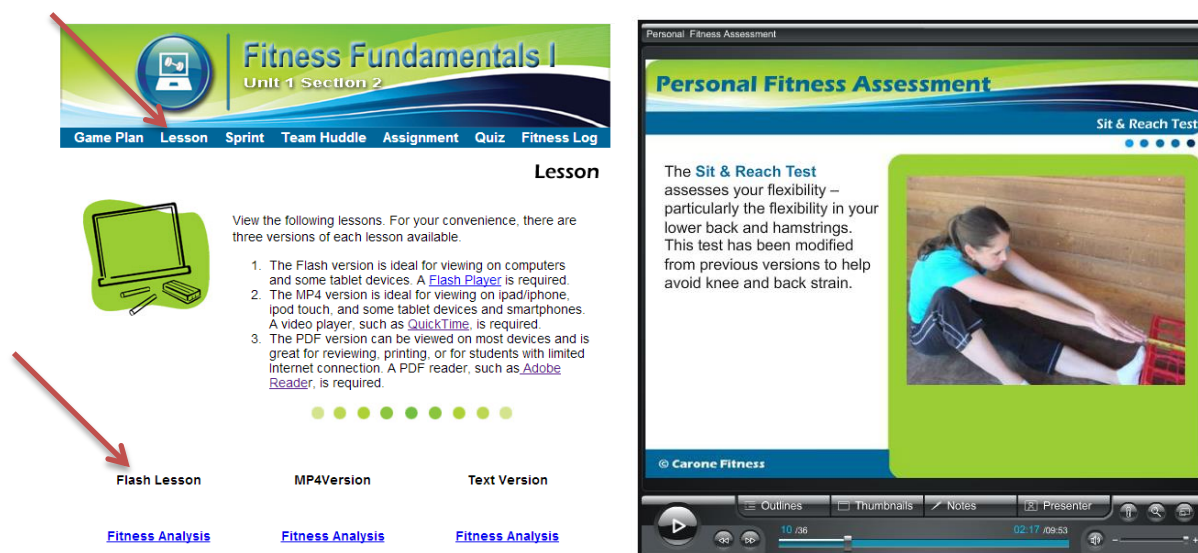 Fitness Fundamentals I
Unit 1 Section 2
Game Plan Lesson Sprint Team Huddle Assignment Quiz Fitness Log
Lesson
View the following lessons. For your convenience, there are
three versions of each lesson available.
1. The Flash version is ideal for viewing on computers
and some tablet devices. A Flash Player is required.
2. The MP4 version is ideal for viewing on ipad/iphone,
ipod touch, and some tablet devices and smartphones.
A video player, such as QuickTime, is required.
3. The PDF version can be viewed on most devices and is
great for reviewing, printing, or for students with limited
Internet connection. A PDF reader, such as Adobe
Reader, is required.
Flash Lesson MP4Version Text Version
Fitness Analysis Fitness Analysis Fitness Analysis
Personal Fitness Assessment
Personal Fitness Assessment
Sit & Reach Test
The Sit & Reach Test
assesses your flexibility –
particularly the flexibility in your
lower back and hamstrings.
This test has been modified
from previous versions to help
avoid knee and back strain.
© Carone Fitness
Outlines Thumbnails Notes Presenter
10 /36 02:17 /09:53